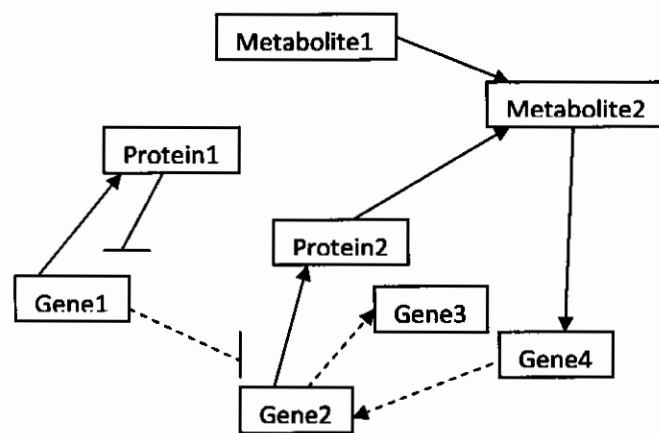 Metabolite1
Metabolite2
Protein1
Protein2
Gene1
Gene3
Gene4
Gene2